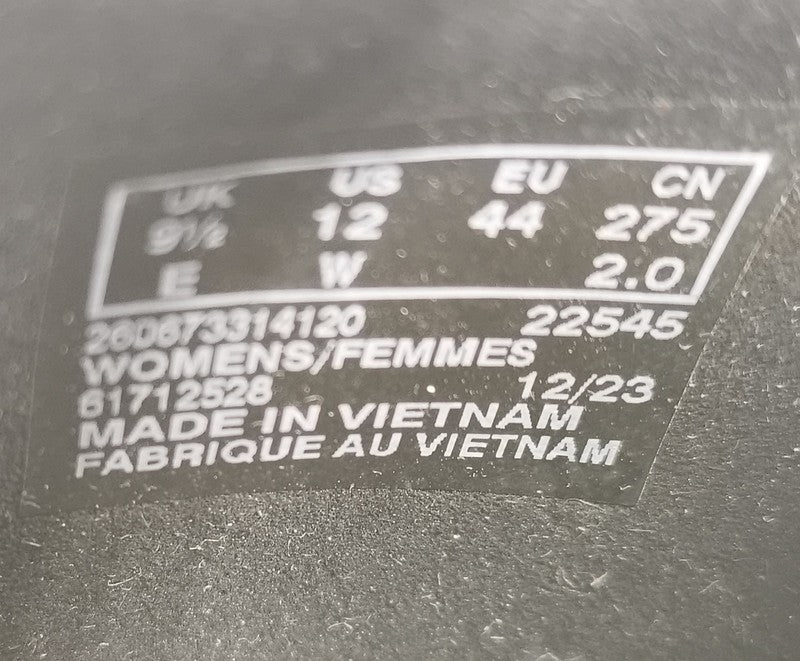 UK US EU CN
9½ 12 44 275
E W 2.0
260673314120 22545
WOMENS/FEMMES
61712528 12/23
MADE IN VIETNAM
FABRIQUE AU VIETNAM